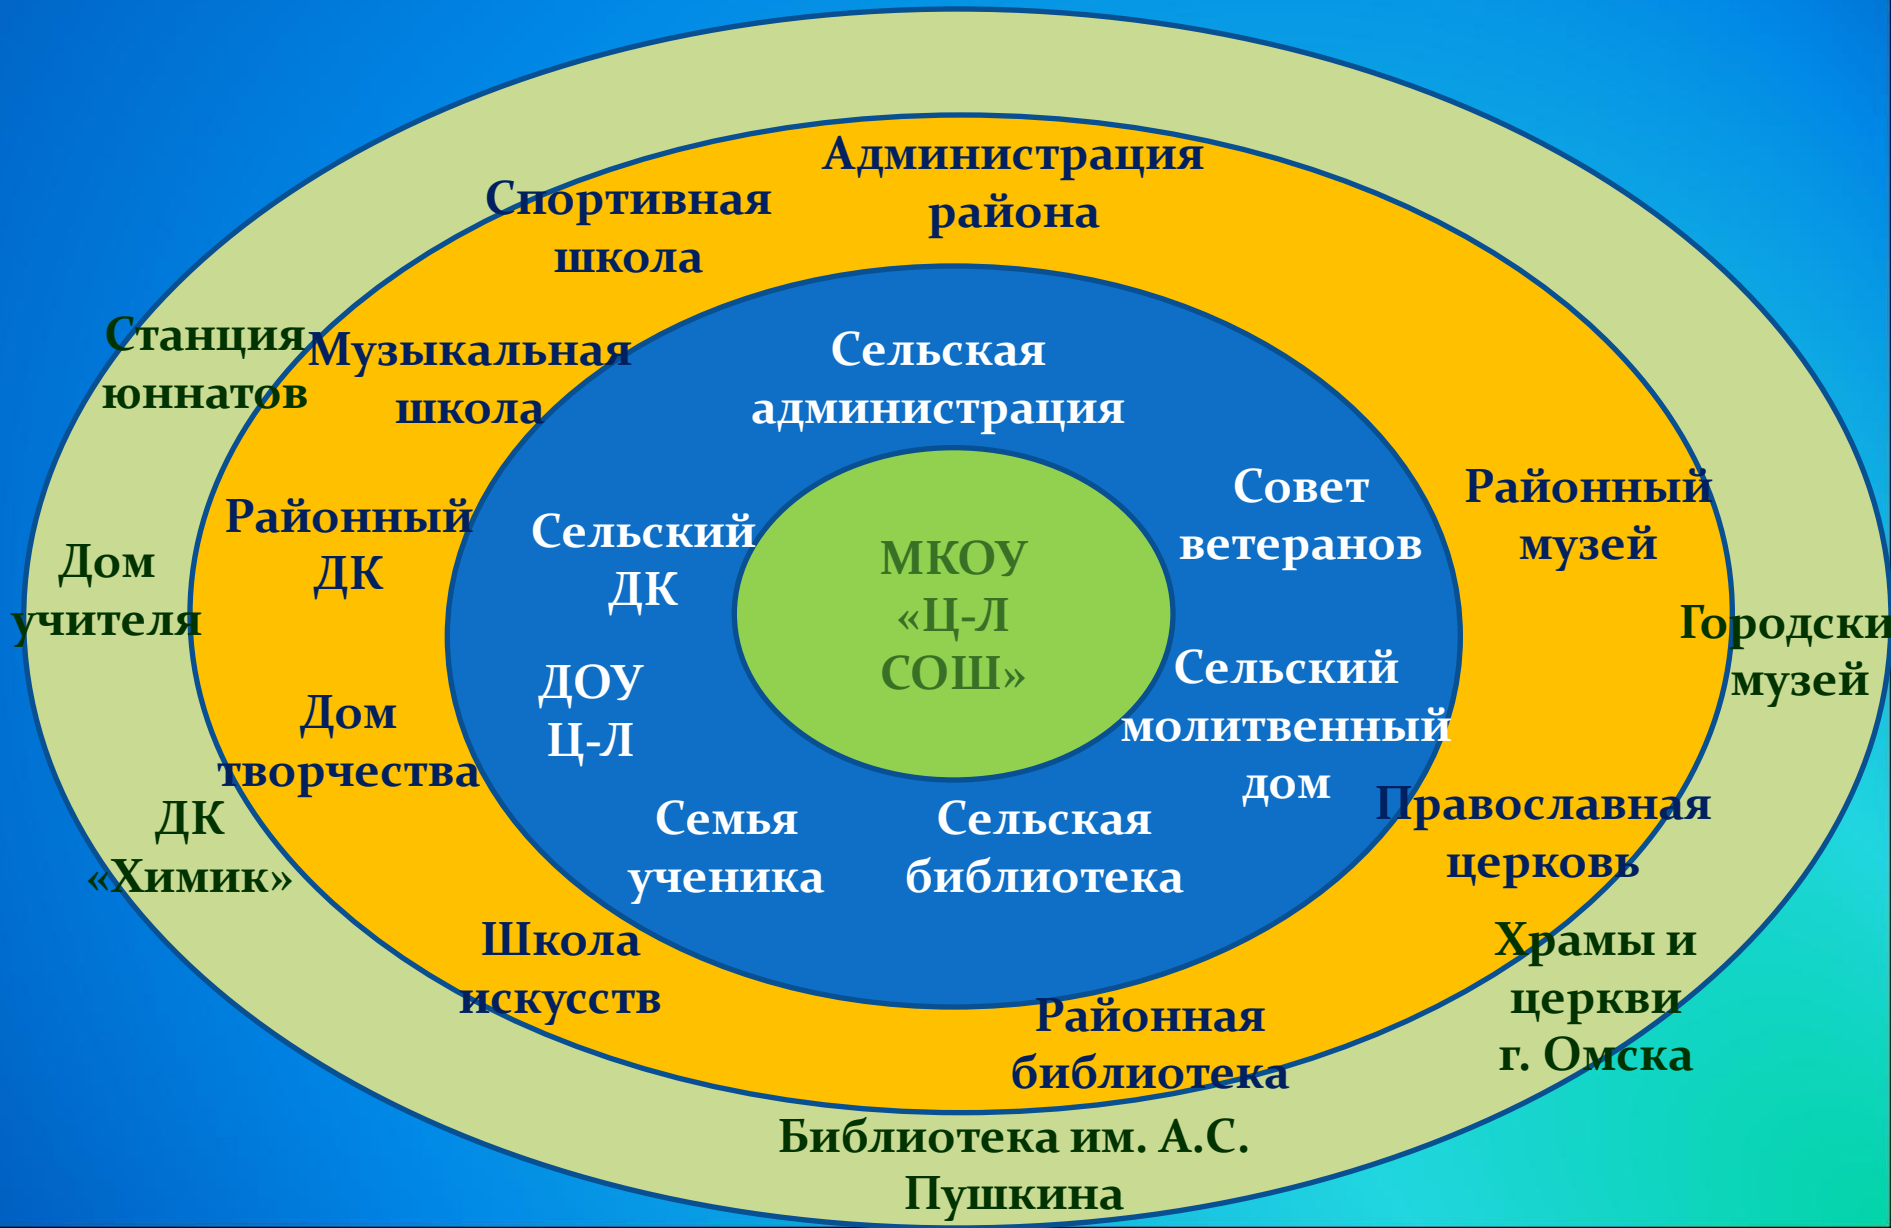 Администрация
района
Спортивная
школа
Станция
юннатов
Музыкальная
школа
Сельская
администрация
Совет
ветеранов
Районный
музей
Районный
ДК
Сельский
ДК
МКОУ
«Ц-Л
СОШ»
Дом
учителя
Городски
музей
ДОУ
Ц-Л
Сельский
молитвенный
дом
Дом
творчества
ДК
«Химик»
Семья
ученика
Сельская
библиотека
Православная
церковь
Школа
искусств
Храмы и
церкви
г. Омска
Районная
библиотека
Библиотека им. А.С.
Пушкина